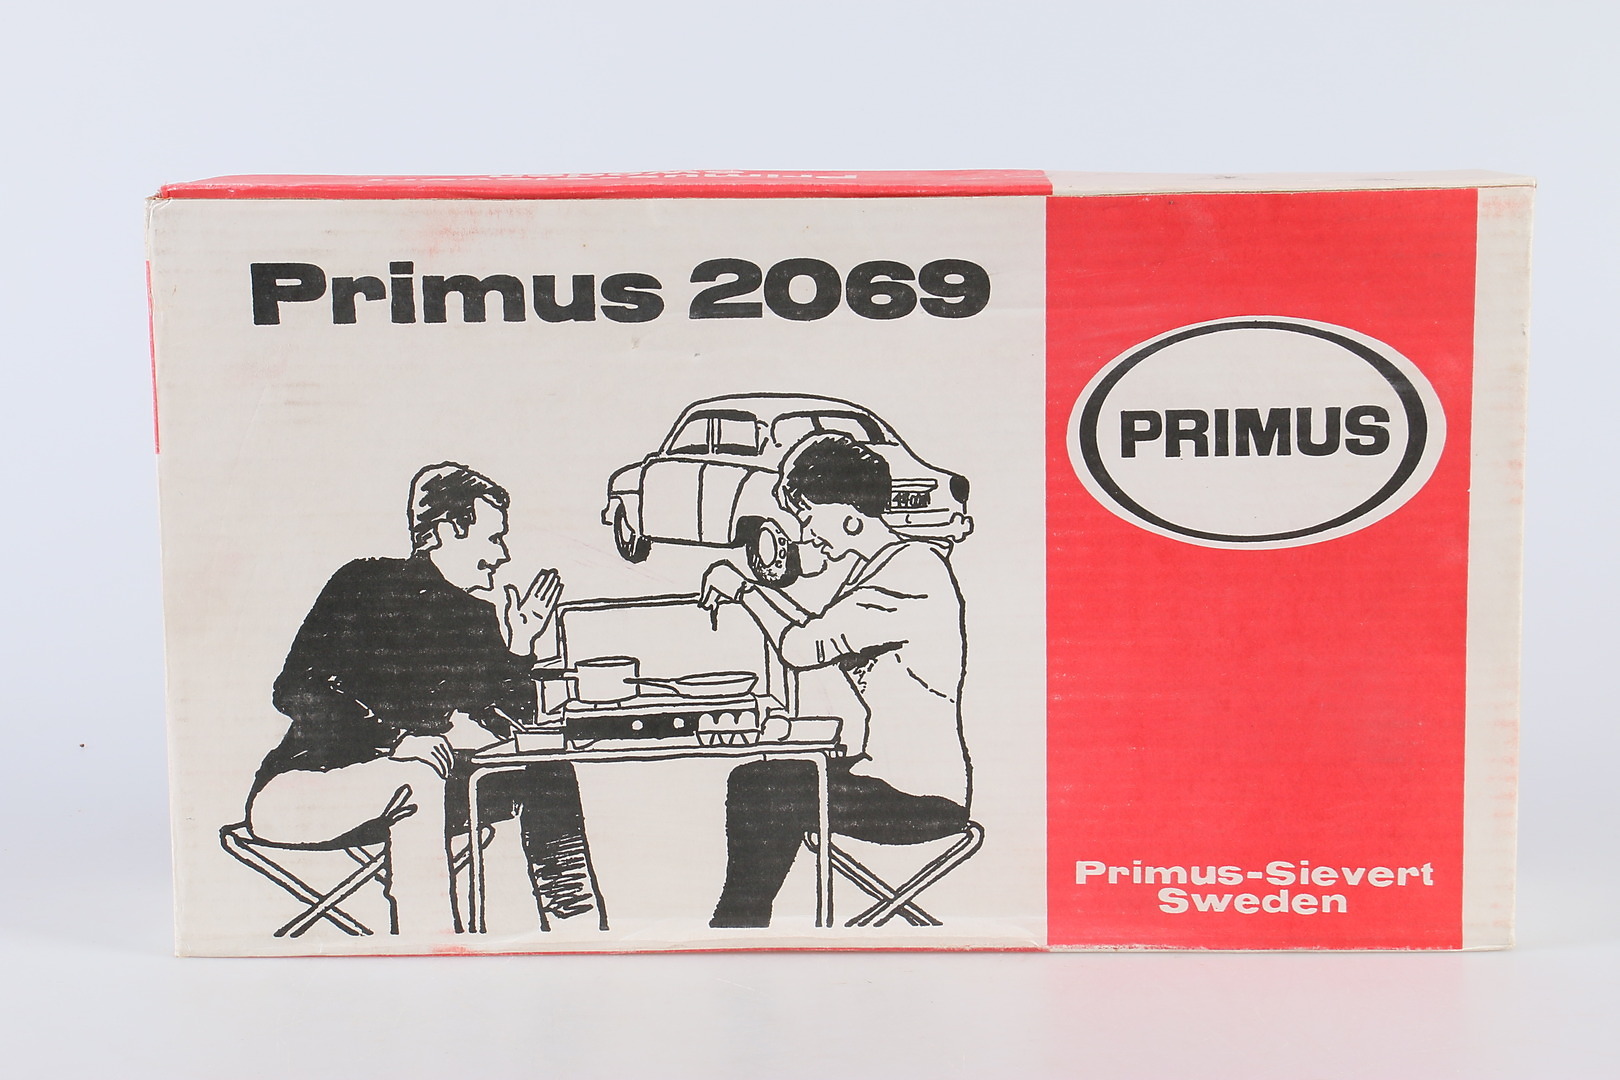 Primus 2069
PRIMUS
Primus-Sievert
Sweden